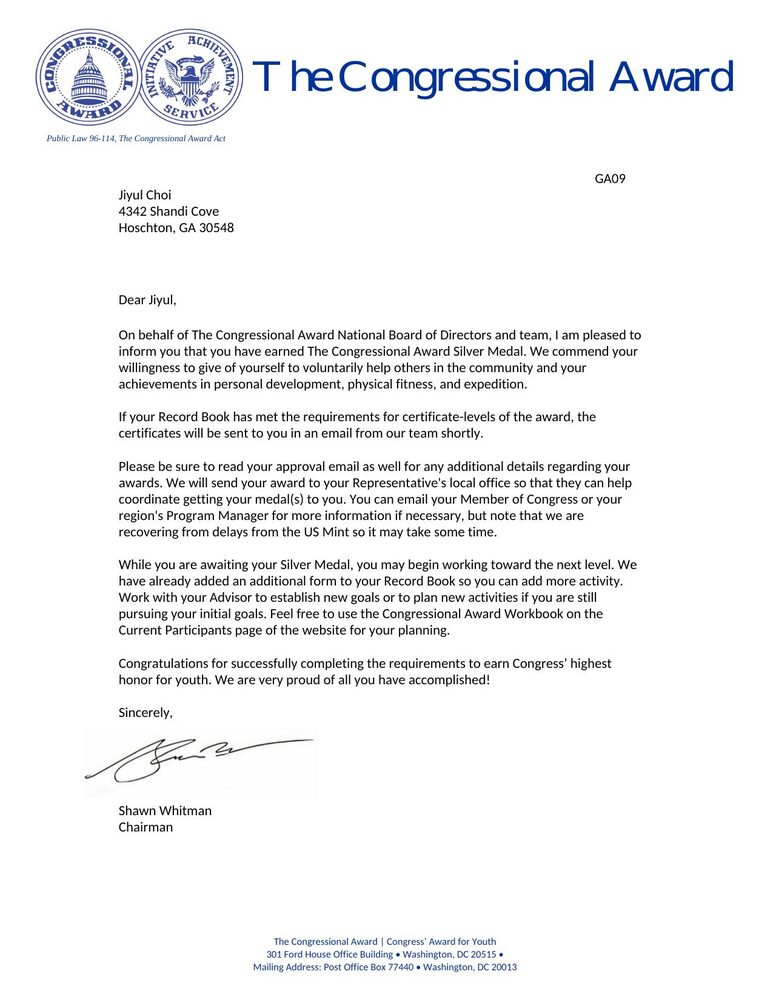 CONGRESSIONAL AWARD
INITIATIVE ACHIEVEMENT SERVICE
The Congressional Award
Public Law 96-114, The Congressional Award Act
GA09
Jiyul Choi
4342 Shandi Cove
Hoschton, GA 30548
Dear Jiyul,
On behalf of The Congressional Award National Board of Directors and team, I am pleased to
inform you that you have earned The Congressional Award Silver Medal. We commend your
willingness to give of yourself to voluntarily help others in the community and your
achievements in personal development, physical fitness, and expedition.
If your Record Book has met the requirements for certificate-levels of the award, the
certificates will be sent to you in an email from our team shortly.
Please be sure to read your approval email as well for any additional details regarding your
awards. We will send your award to your Representative's local office so that they can help
coordinate getting your medal(s) to you. You can email your Member of Congress or your
region's Program Manager for more information if necessary, but note that we are
recovering from delays from the US Mint so it may take some time.
While you are awaiting your Silver Medal, you may begin working toward the next level. We
have already added an additional form to your Record Book so you can add more activity.
Work with your Advisor to establish new goals or to plan new activities if you are still
pursuing your initial goals. Feel free to use the Congressional Award Workbook on the
Current Participants page of the website for your planning.
Congratulations for successfully completing the requirements to earn Congress' highest
honor for youth. We are very proud of all you have accomplished!
Sincerely,
Shawn Whitman
Chairman
The Congressional Award | Congress' Award for Youth
301 Ford House Office Building • Washington, DC 20515 •
Mailing Address: Post Office Box 77440 • Washington, DC 20013